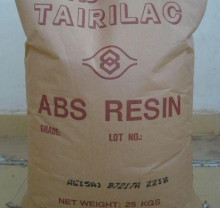 TAIRILAC
ABS RESIN
GRADE: LOT NO.:
NET WEIGHT: 25 KGS